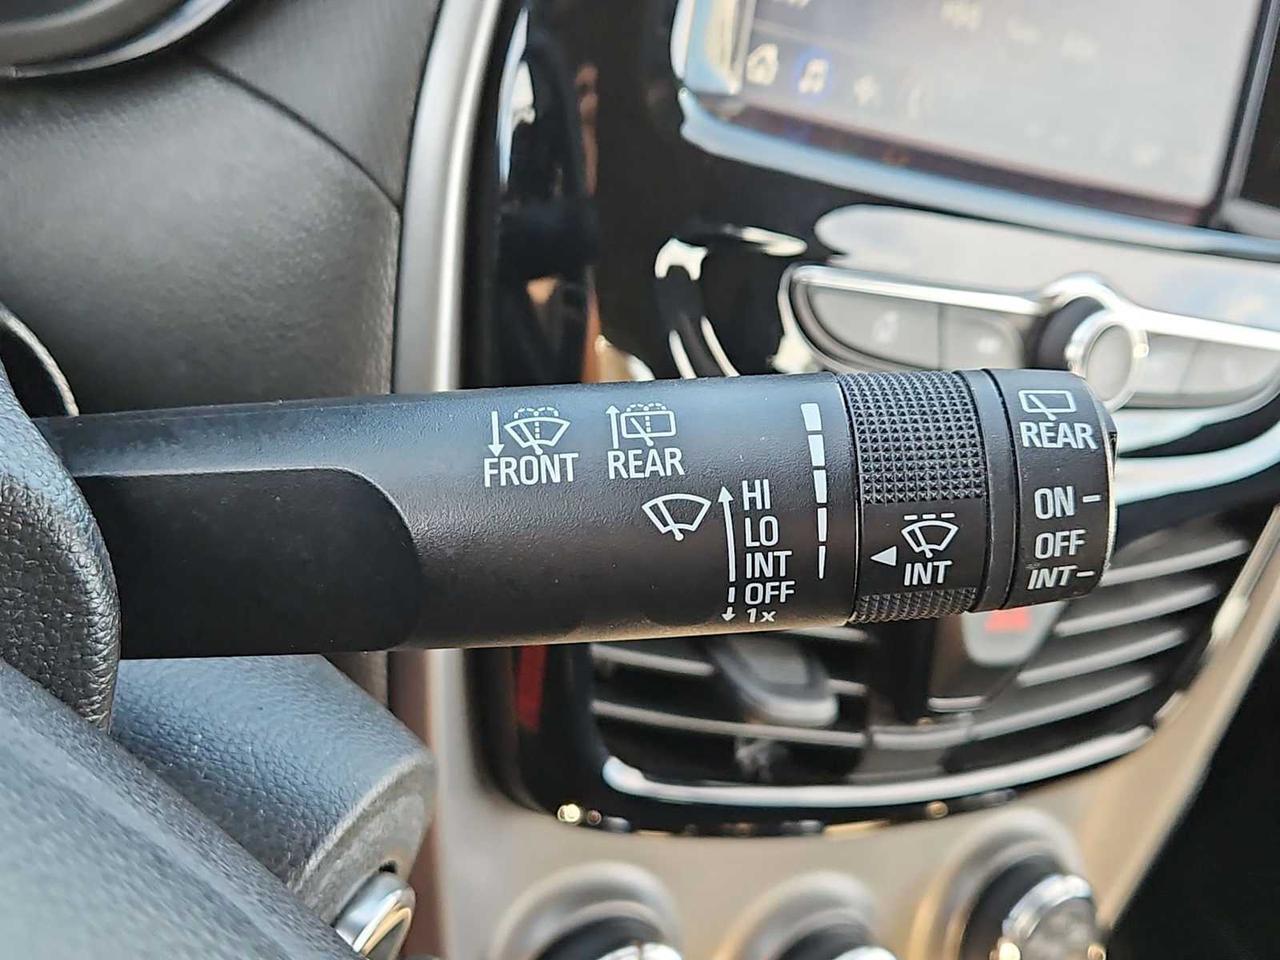 FRONT
REAR
HI
LO
INT
OFF
1x
INT
REAR
ON
OFF
INT